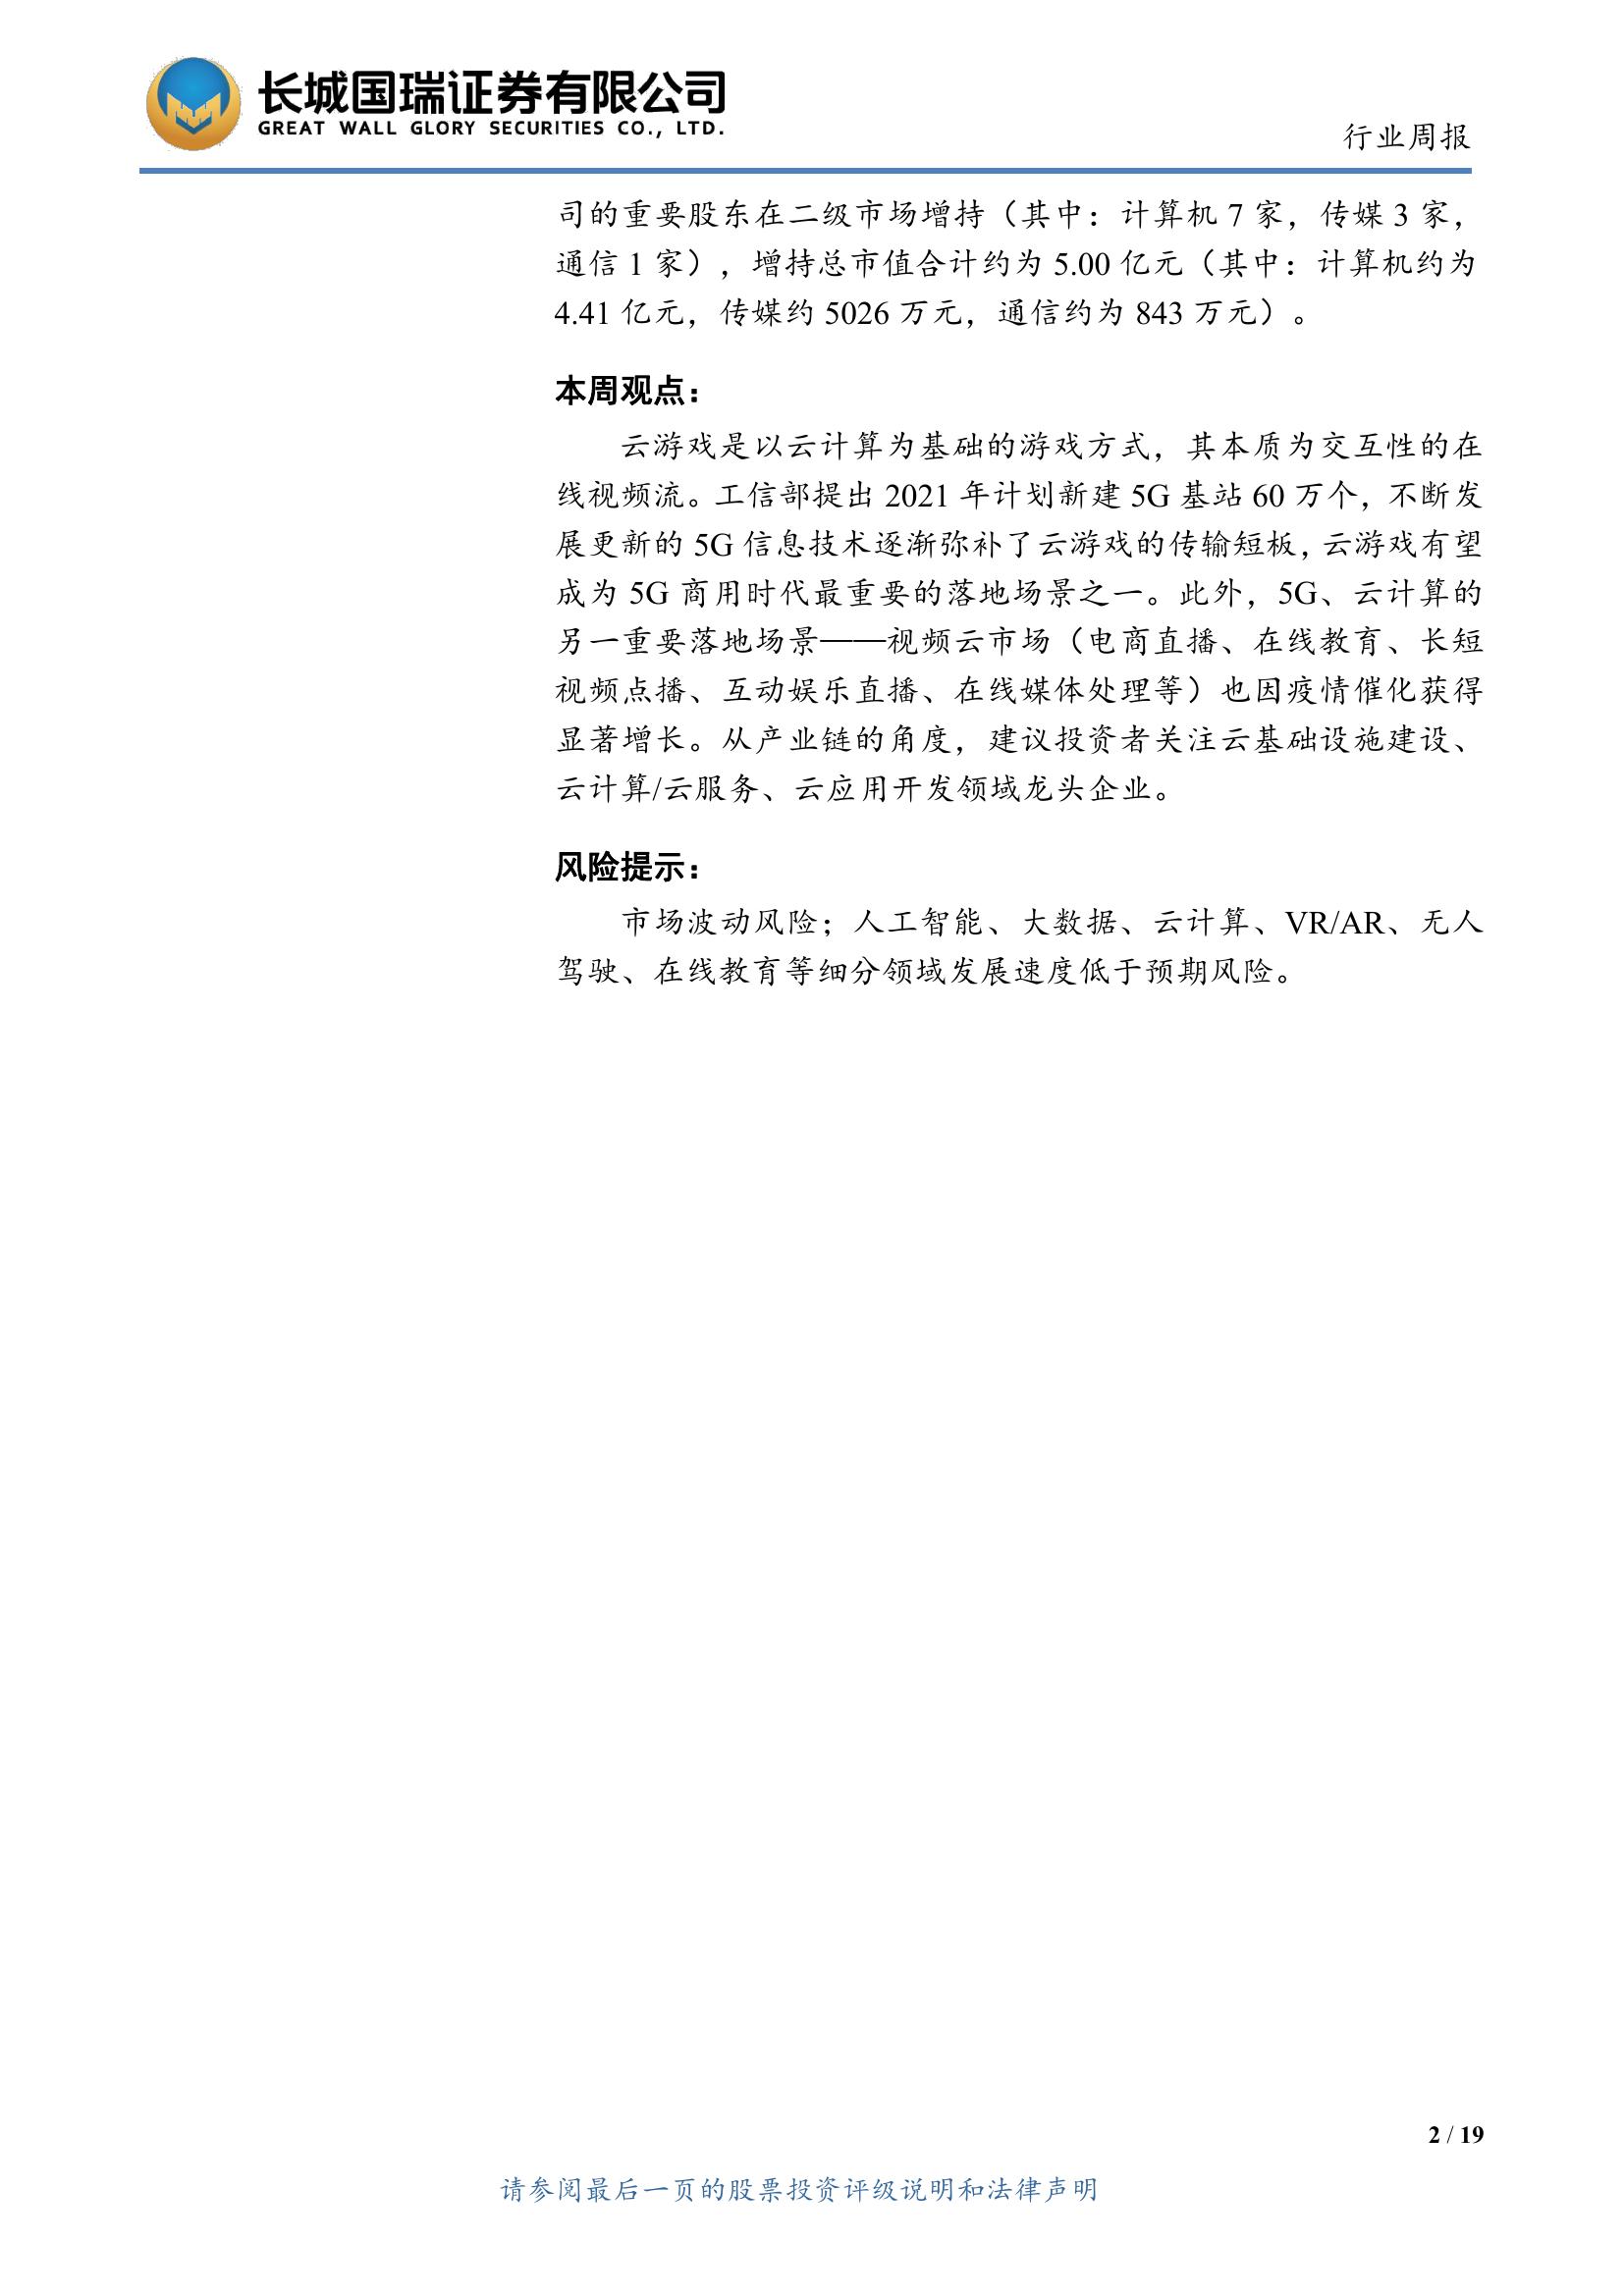 长城国瑞证券有限公司
GREAT WALL GLORY SECURITIES CO., LTD.
行业周报
司的重要股东在二级市场增持（其中：计算机 7 家，传媒 3 家，
通信 1 家），增持总市值合计约为 5.00 亿元（其中：计算机约为
4.41 亿元，传媒约 5026 万元，通信约为 843 万元）。
本周观点：
云游戏是以云计算为基础的游戏方式，其本质为交互性的在
线视频流。工信部提出 2021 年计划新建 5G 基站 60 万个，不断发
展更新的 5G 信息技术逐渐弥补了云游戏的传输短板，云游戏有望
成为 5G 商用时代最重要的落地场景之一。此外，5G、云计算的
另一重要落地场景——视频云市场（电商直播、在线教育、长短
视频点播、互动娱乐直播、在线媒体处理等）也因疫情催化获得
显著增长。从产业链的角度，建议投资者关注云基础设施建设、
云计算/云服务、云应用开发领域龙头企业。
风险提示：
市场波动风险；人工智能、大数据、云计算、VR/AR、无人
驾驶、在线教育等细分领域发展速度低于预期风险。
2 / 19
请参阅最后一页的股票投资评级说明和法律声明